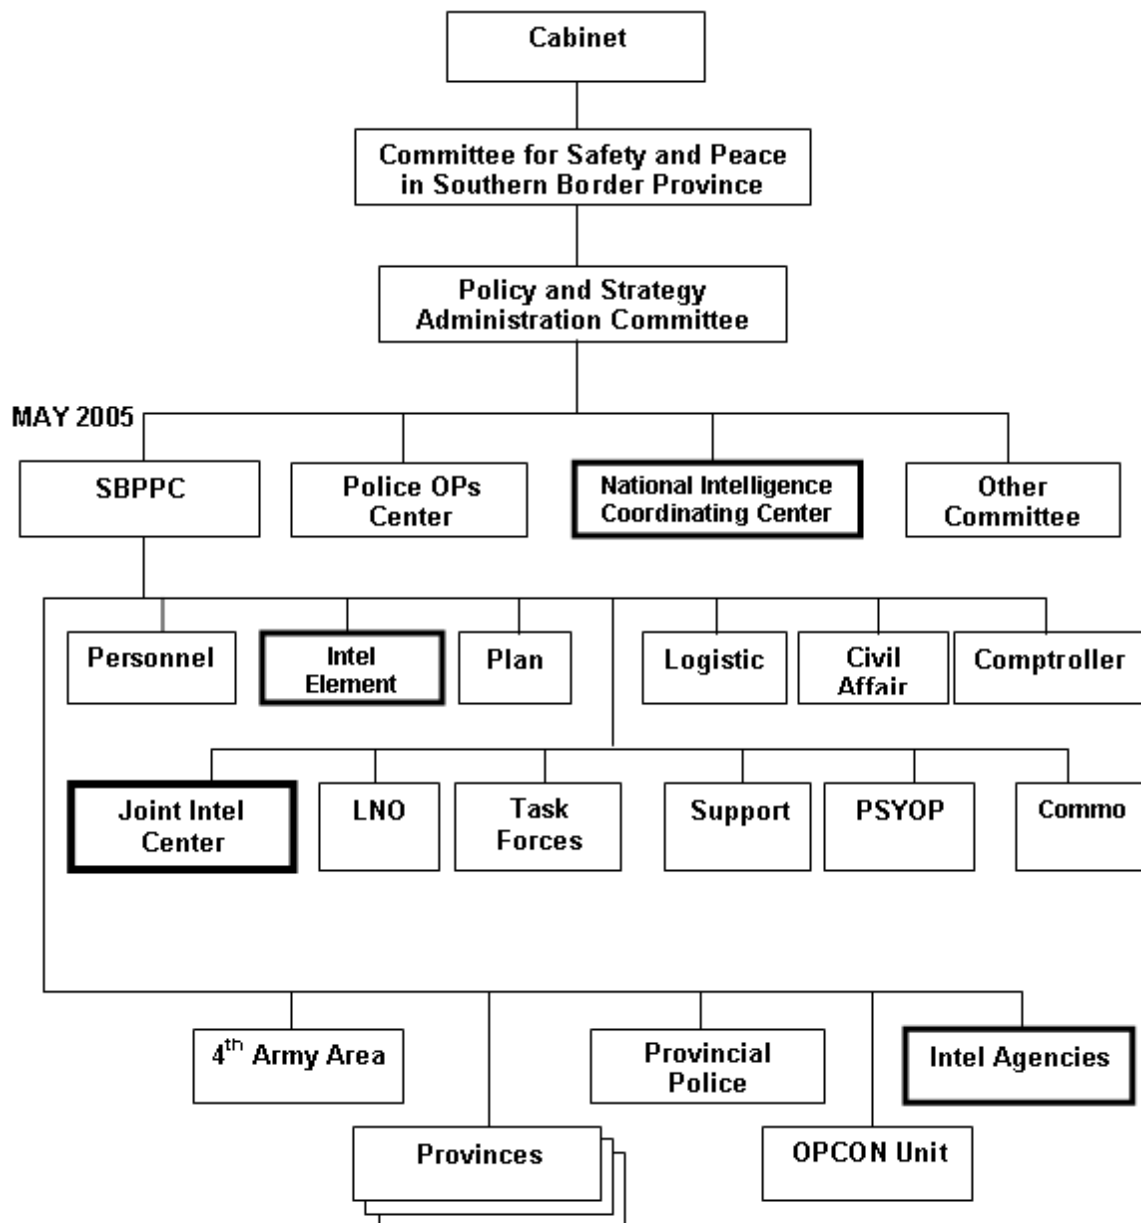 Cabinet
Committee for Safety and Peace
in Southern Border Province
Policy and Strategy
Administration Committee
MAY 2005
SBPPC
Police OPs
Center
National Intelligence
Coordinating Center
Other
Committee
Personnel
Intel
Element
Plan
Logistic
Civil
Affair
Comptroller
Joint Intel
Center
LNO
Task
Forces
Support
PSYOP
Commo
4th Army Area
Provincial
Police
Intel Agencies
Provinces
OPCON Unit